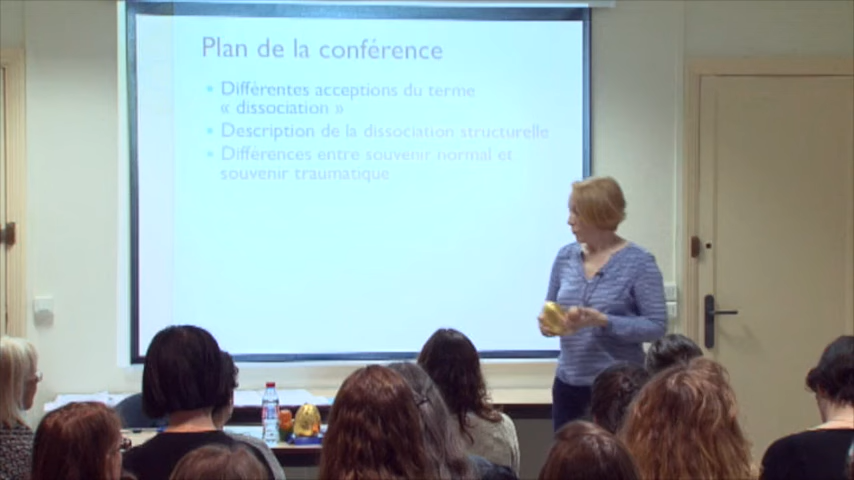 Plan de la conférence
• Différentes acceptions du terme
« dissociation »
• Description de la dissociation structurelle
• Différences entre souvenir normal et
souvenir traumatique